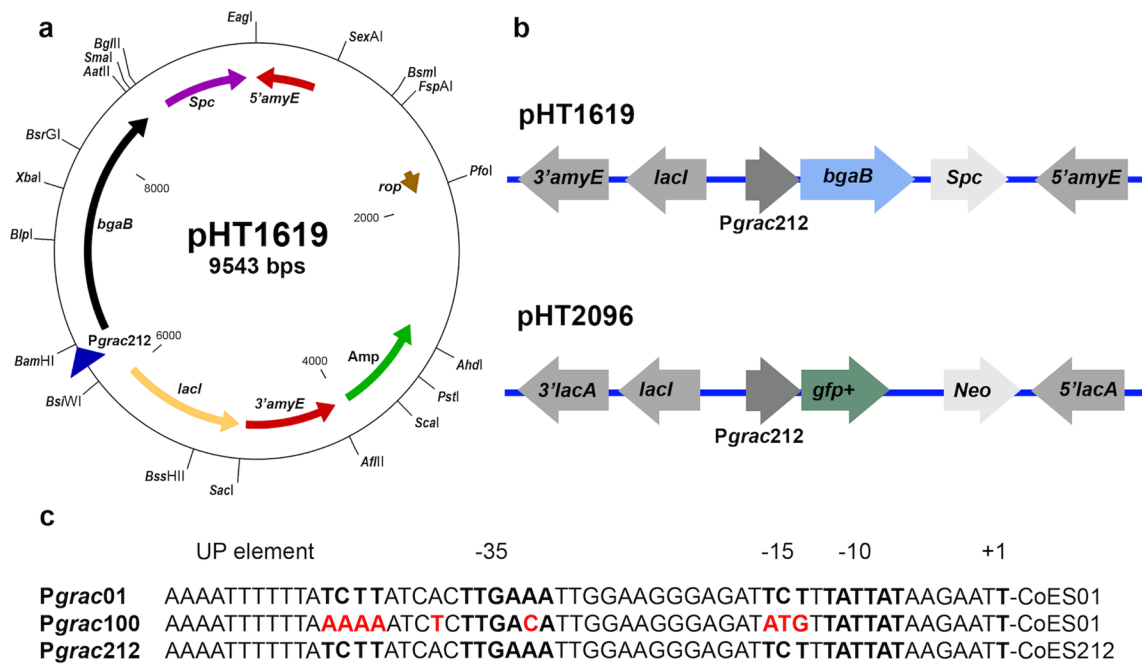 a
EagI
SexAI
BsmI
FspAI
PfoI
AhdI
PstI
ScaI
AflII
SacI
BssHII
BsiWI
BamHI
BlpI
XbaI
BsrGI
AatII
SmaI
BglII
Spc
5'amyE
rop
2000
Amp
4000
3'amyE
lacI
6000
Pgrac212
bgaB
8000
pHT1619
9543 bps
b
pHT1619
3'amyE lacI bgaB Spc 5'amyE
Pgrac212
pHT2096
3'lacA lacI gfp+ Neo 5'lacA
Pgrac212
c
UP element -35 -15 -10 +1
Pgrac01 AAAATTTTTTATCTTATCACTTGAAATTGGAAGGGAGATTCTTTATTATAAGAATT-CoES01
Pgrac100 AAAATTTTTTAAAAAATCTCTTGACATTGGAAGGGAGATATGTTATTATAAGAATT-CoES01
Pgrac212 AAAATTTTTTATCTTATCACTTGAAATTGGAAGGGAGATTCTTTATTATAAGAATT-CoES212